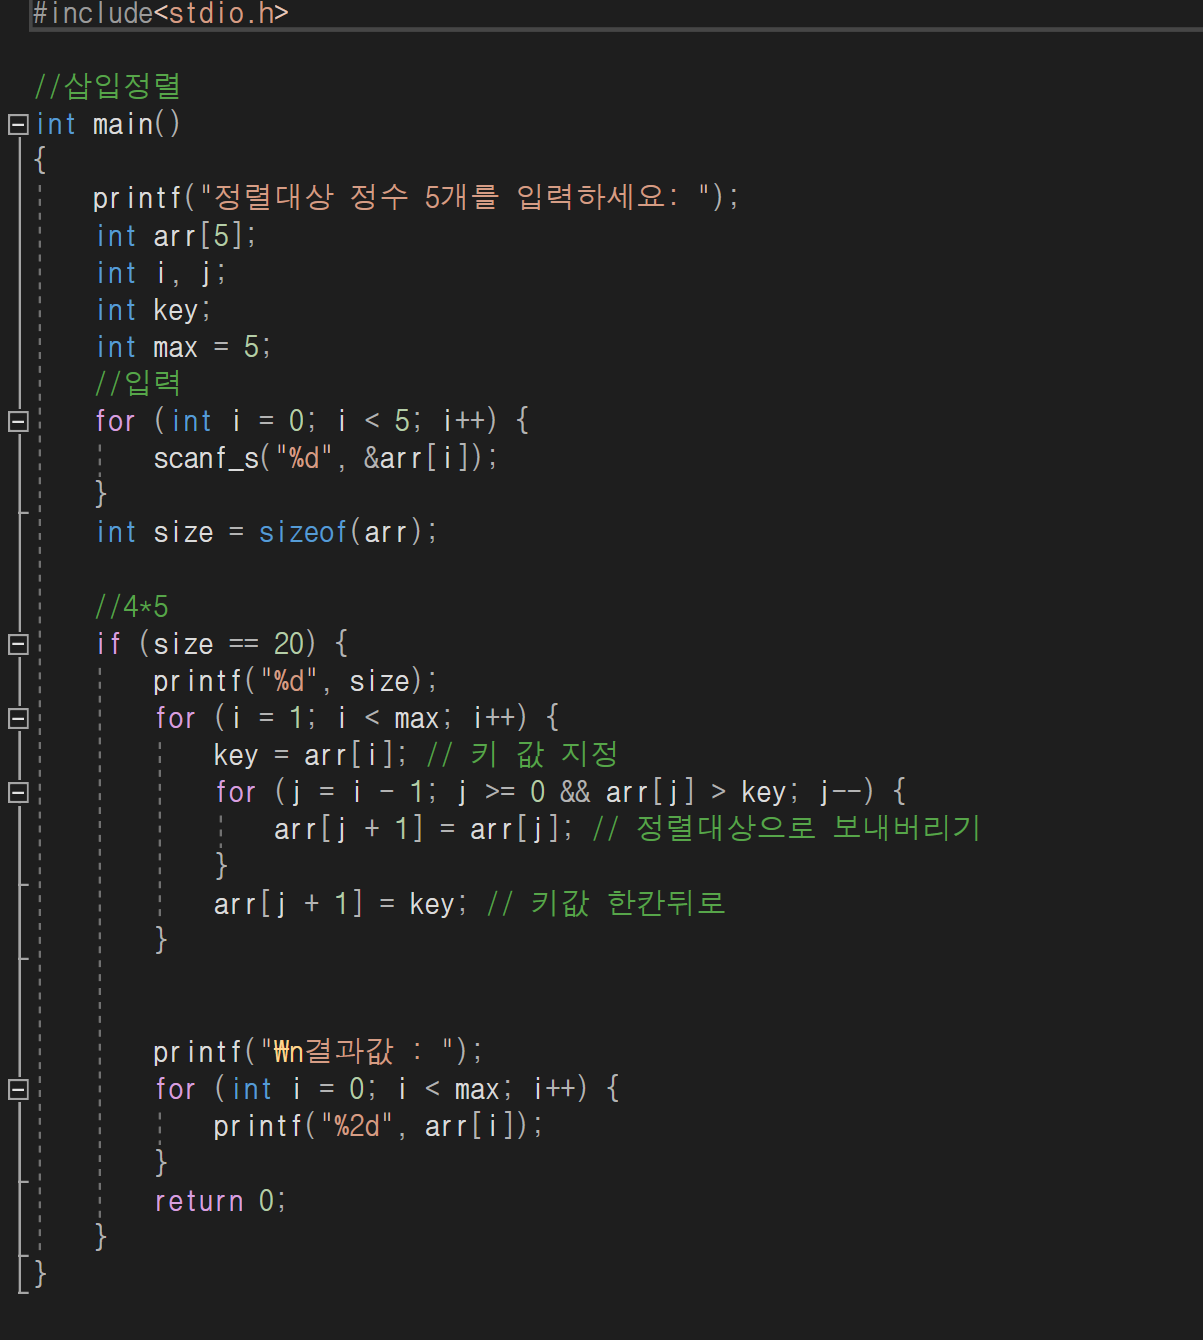 #include<stdio.h>
//삽입정렬
int main()
{
printf("정렬대상 정수 5개를 입력하세요: ");
int arr[5];
int i, j;
int key;
int max = 5;
//입력
for (int i = 0; i < 5; i++) {
scanf_s("%d", &arr[i]);
}
int size = sizeof(arr);
//4*5
if (size == 20) {
printf("%d", size);
for (i = 1; i < max; i++) {
key = arr[i]; // 키 값 지정
for (j = i - 1; j >= 0 && arr[j] > key; j--) {
arr[j + 1] = arr[j]; // 정렬대상으로 보내버리기
}
arr[j + 1] = key; // 키값 한칸뒤로
}
printf("₩n결과값 : ");
for (int i = 0; i < max; i++) {
printf("%2d", arr[i]);
}
return 0;
}
}